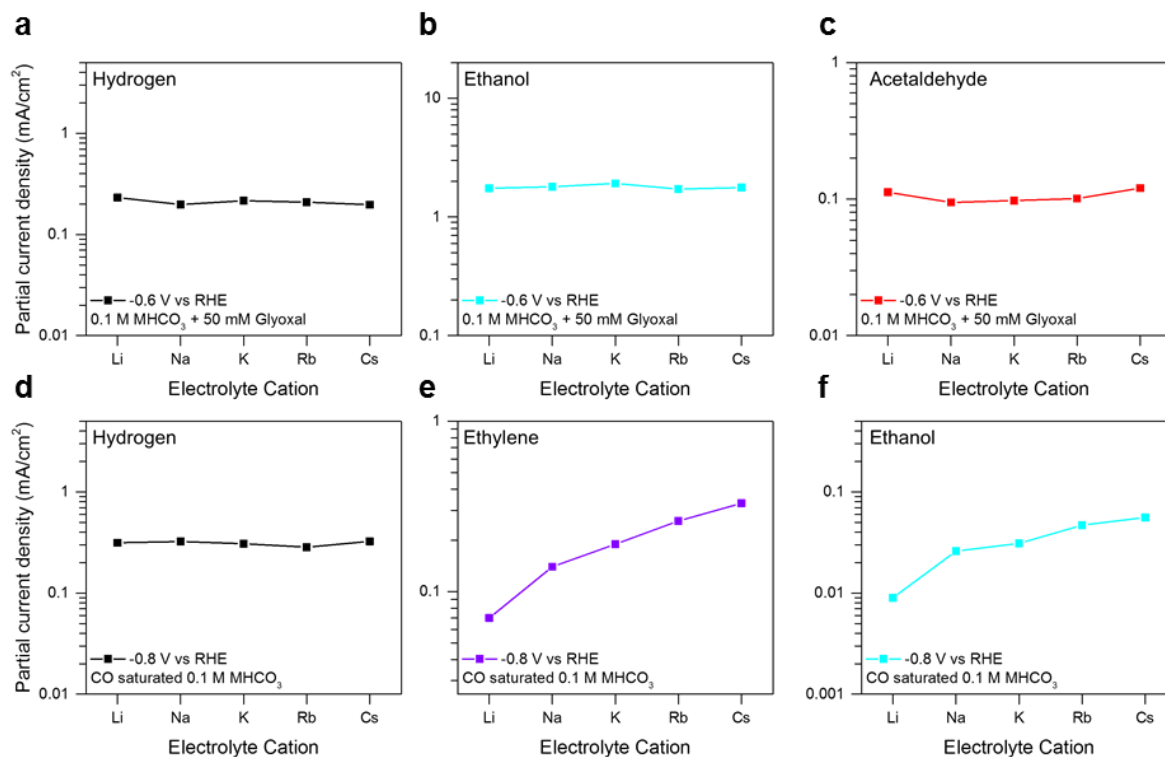 a
Partial current density (mA/cm²)
Hydrogen
1
0.1
0.01
-0.6 V vs RHE
0.1 M MHCO₃ + 50 mM Glyoxal
Li Na K Rb Cs
Electrolyte Cation
b
Ethanol
10
1
0.1
-0.6 V vs RHE
0.1 M MHCO₃ + 50 mM Glyoxal
Li Na K Rb Cs
Electrolyte Cation
c
Acetaldehyde
1
0.1
0.01
-0.6 V vs RHE
0.1 M MHCO₃ + 50 mM Glyoxal
Li Na K Rb Cs
Electrolyte Cation
d
Partial current density (mA/cm²)
Hydrogen
1
0.1
0.01
-0.8 V vs RHE
CO saturated 0.1 M MHCO₃
Li Na K Rb Cs
Electrolyte Cation
e
Ethylene
1
0.1
-0.8 V vs RHE
CO saturated 0.1 M MHCO₃
Li Na K Rb Cs
Electrolyte Cation
f
Ethanol
0.1
0.01
0.001
-0.8 V vs RHE
CO saturated 0.1 M MHCO₃
Li Na K Rb Cs
Electrolyte Cation